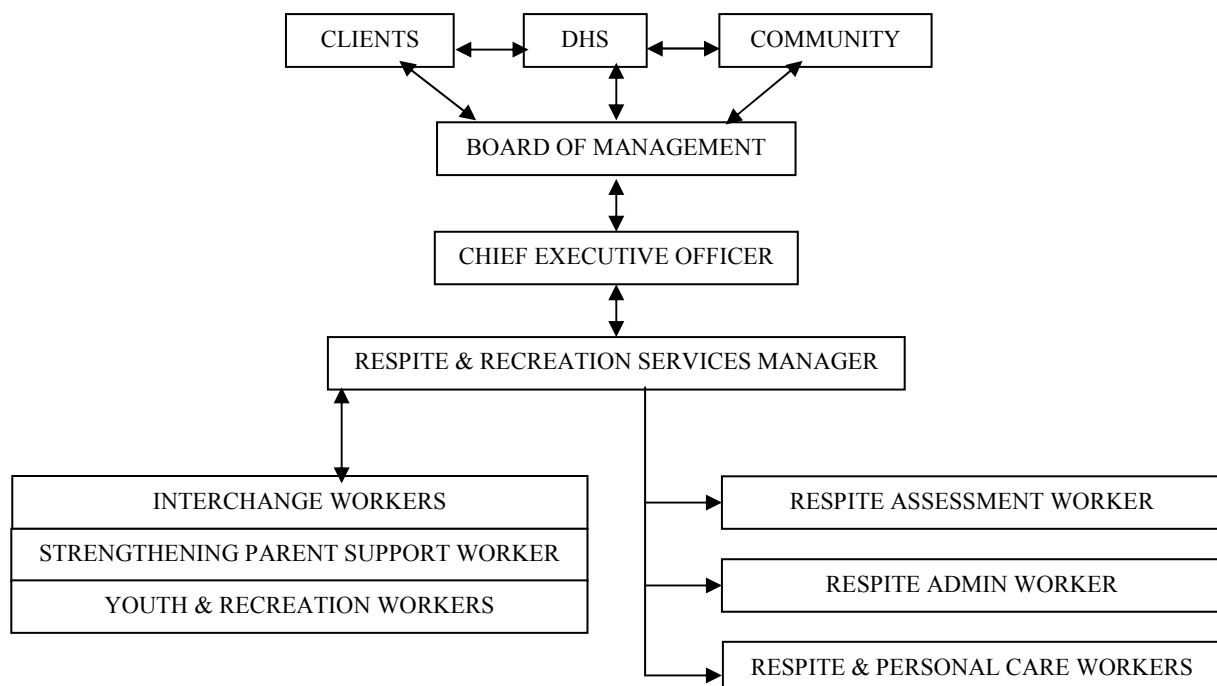 CLIENTS
DHS
COMMUNITY
BOARD OF MANAGEMENT
CHIEF EXECUTIVE OFFICER
RESPITE & RECREATION SERVICES MANAGER
INTERCHANGE WORKERS
STRENGTHENING PARENT SUPPORT WORKER
YOUTH & RECREATION WORKERS
RESPITE ASSESSMENT WORKER
RESPITE ADMIN WORKER
RESPITE & PERSONAL CARE WORKERS